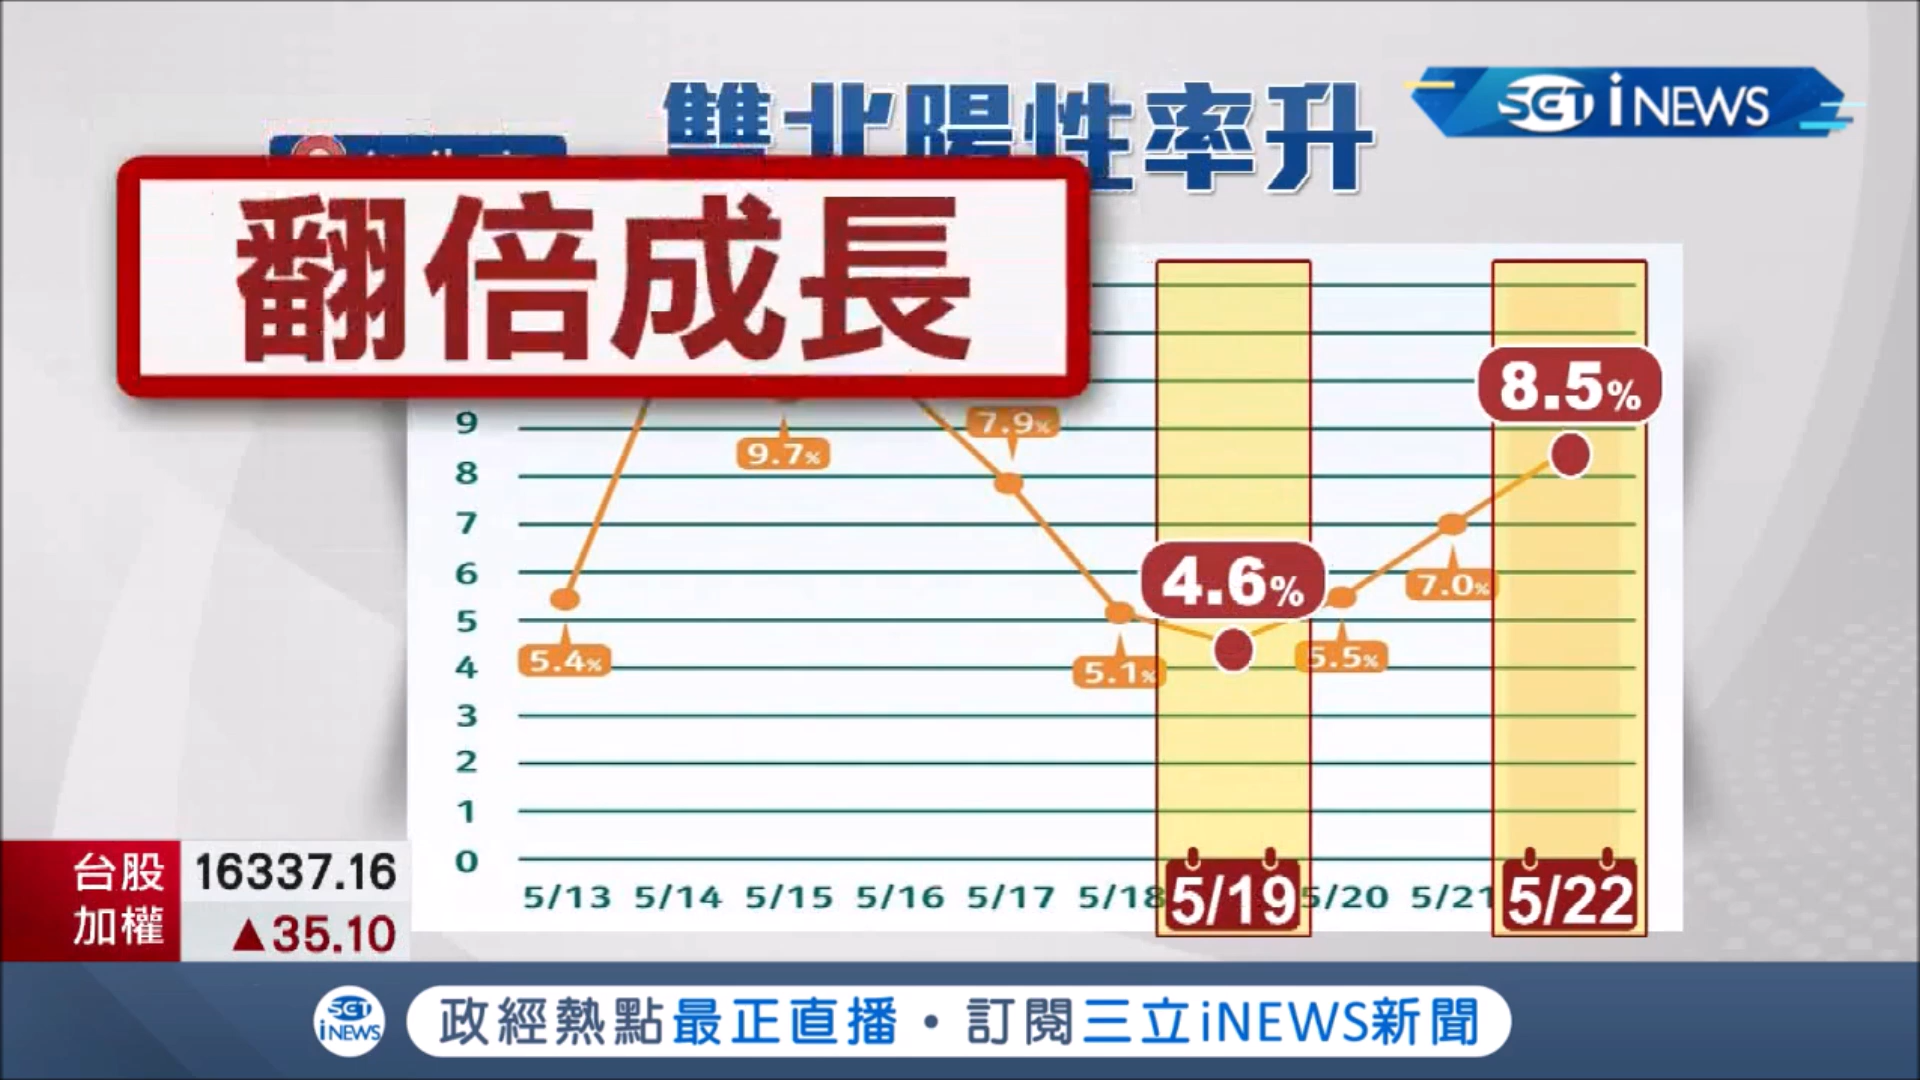 雙北陽性率升
SET iNEWS
翻倍成長
9
8
7
6
5
4
3
2
1
0
5.4%
9.7%
7.9%
5.1%
4.6%
5.5%
7.0%
8.5%
5/13 5/14 5/15 5/16 5/17 5/18 5/19 5/20 5/21 5/22
台股 16337.16
加權 ▲35.10
SET iNEWS
政經熱點最正直播・訂閱三立iNEWS新聞